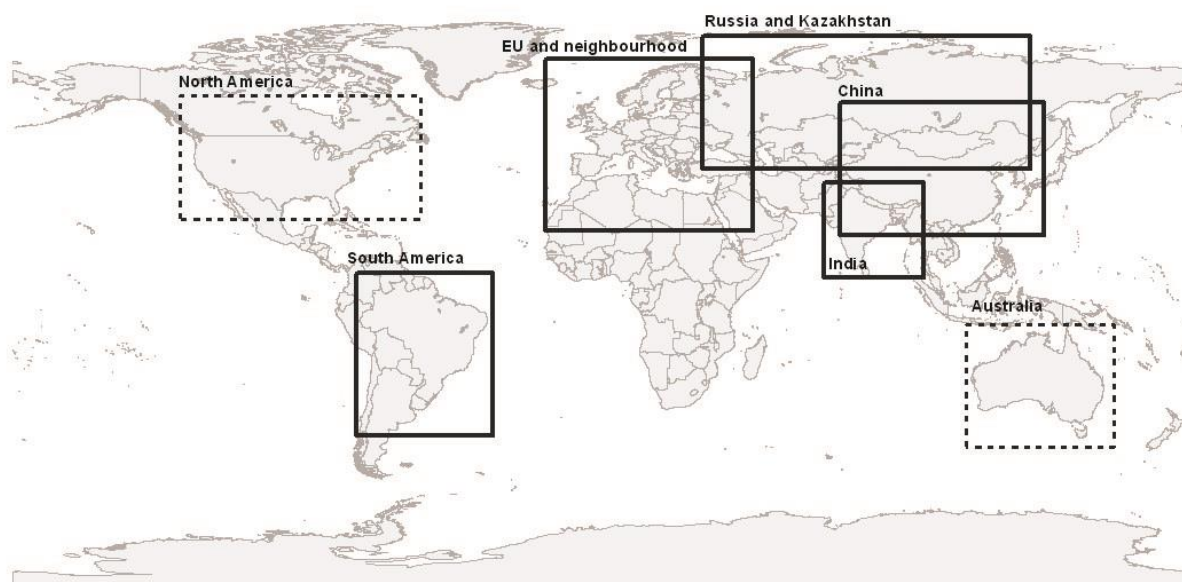 Russia and Kazakhstan
EU and neighbourhood
North America
China
South America
India
Australia